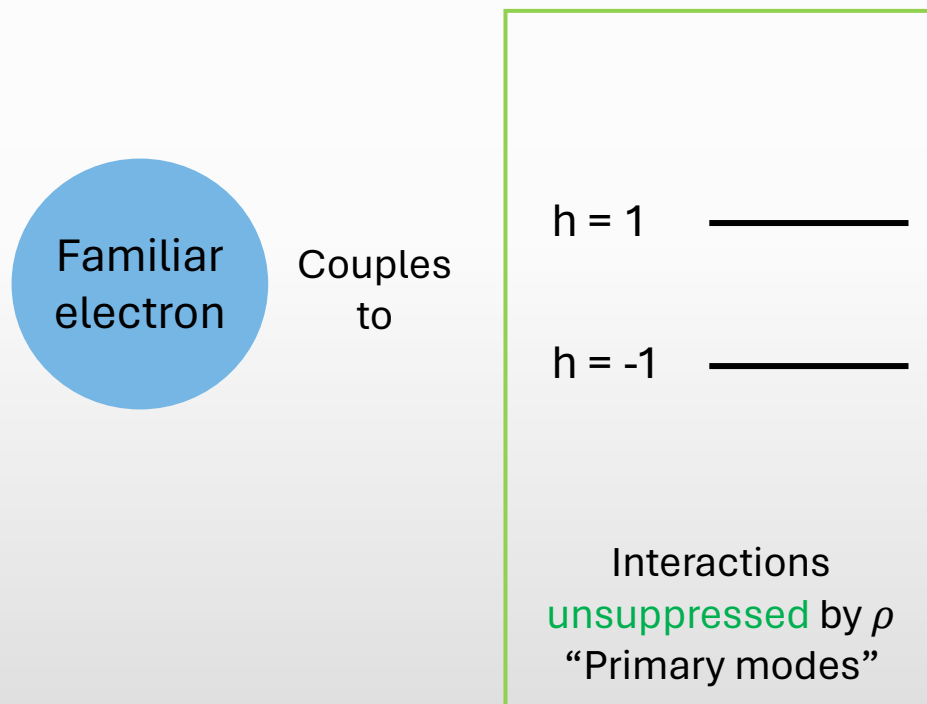 Familiar
electron
Couples
to
h = 1
h = -1
Interactions
unsuppressed by ρ
“Primary modes”